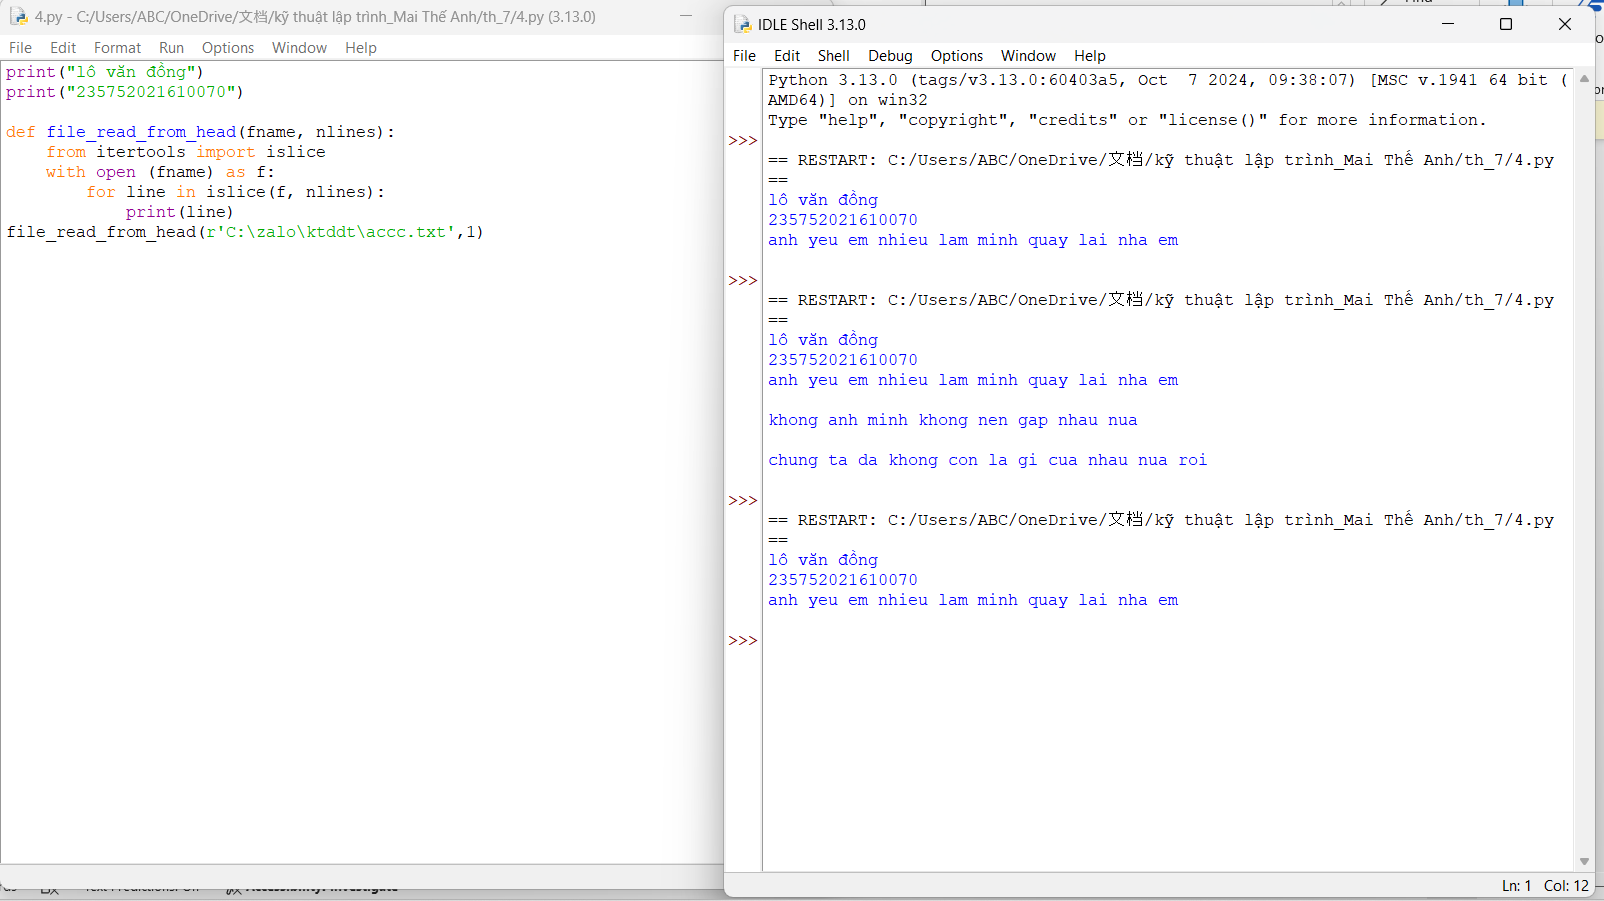 4.py - C:/Users/ABC/OneDrive/文档/kỹ thuật lập trình_Mai Thế Anh/th_7/4.py (3.13.0)
File Edit Format Run Options Window Help
print("lô văn đồng")
print("235752021610070")
def file_read_from_head(fname, nlines):
    from itertools import islice
    with open (fname) as f:
        for line in islice(f, nlines):
            print(line)
file_read_from_head(r'C:\zalo\ktddt\accc.txt',1)
IDLE Shell 3.13.0
File Edit Shell Debug Options Window Help
Python 3.13.0 (tags/v3.13.0:60403a5, Oct  7 2024, 09:38:07) [MSC v.1941 64 bit (
AMD64)] on win32
Type "help", "copyright", "credits" or "license()" for more information.
>>>
== RESTART: C:/Users/ABC/OneDrive/文档/kỹ thuật lập trình_Mai Thế Anh/th_7/4.py
==
lô văn đồng
235752021610070
anh yeu em nhieu lam minh quay lai nha em
>>>
== RESTART: C:/Users/ABC/OneDrive/文档/kỹ thuật lập trình_Mai Thế Anh/th_7/4.py
==
lô văn đồng
235752021610070
anh yeu em nhieu lam minh quay lai nha em
khong anh minh khong nen gap nhau nua
chung ta da khong con la gi cua nhau nua roi
>>>
== RESTART: C:/Users/ABC/OneDrive/文档/kỹ thuật lập trình_Mai Thế Anh/th_7/4.py
==
lô văn đồng
235752021610070
anh yeu em nhieu lam minh quay lai nha em
>>>
Ln: 1 Col: 12